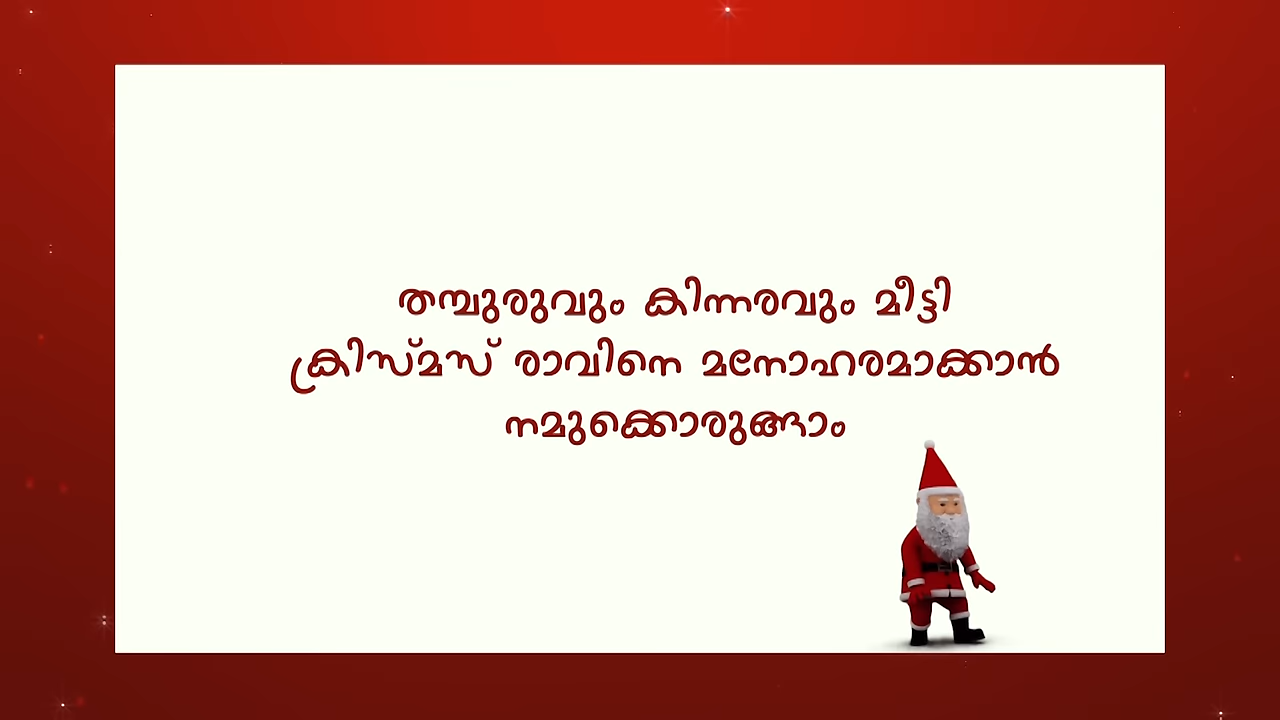 തമ്പുരുവും കിന്നരവും മീട്ടി
ക്രിസ്മസ് രാവിനെ മനോഹരമാക്കാൻ
നമുക്കൊരുങ്ങാം